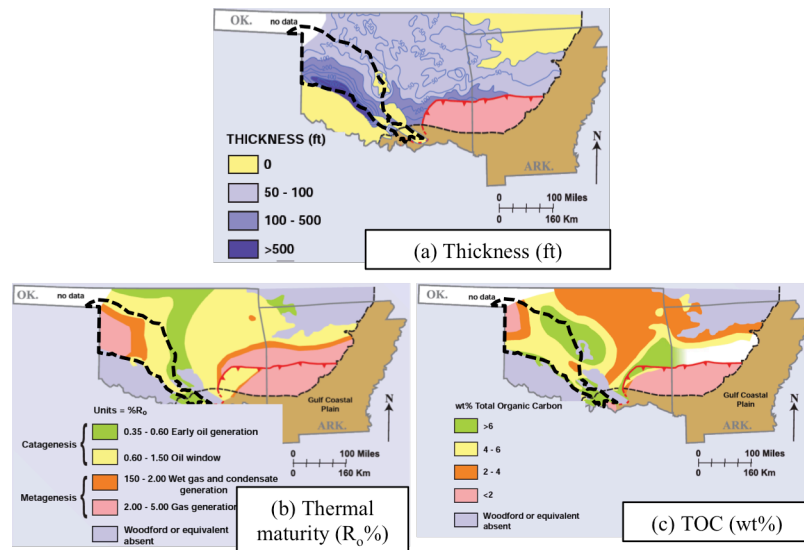 OK.
no data
THICKNESS (ft)
0
50 - 100
100 - 500
>500
ARK.
N
100 Miles
0
160 Km
(a) Thickness (ft)
OK.
no data
Units = %Ro
Catagenesis
0.35 - 0.60 Early oil generation
0.60 - 1.50 Oil window
Metagenesis
150 - 2.00 Wet gas and condensate
generation
2.00 - 5.00 Gas generation
Woodford or equivalent
absent
Gulf Coastal
Plain
ARK.
N
0
100 Miles
0
160 Km
(b) Thermal
maturity (Ro%)
OK.
no data
wt% Total Organic Carbon
>6
4 - 6
2 - 4
<2
Woodford or equivalent
absent
Gulf Coastal
Plain
ARK.
N
0
100 Miles
0
160 Km
(c) TOC (wt%)